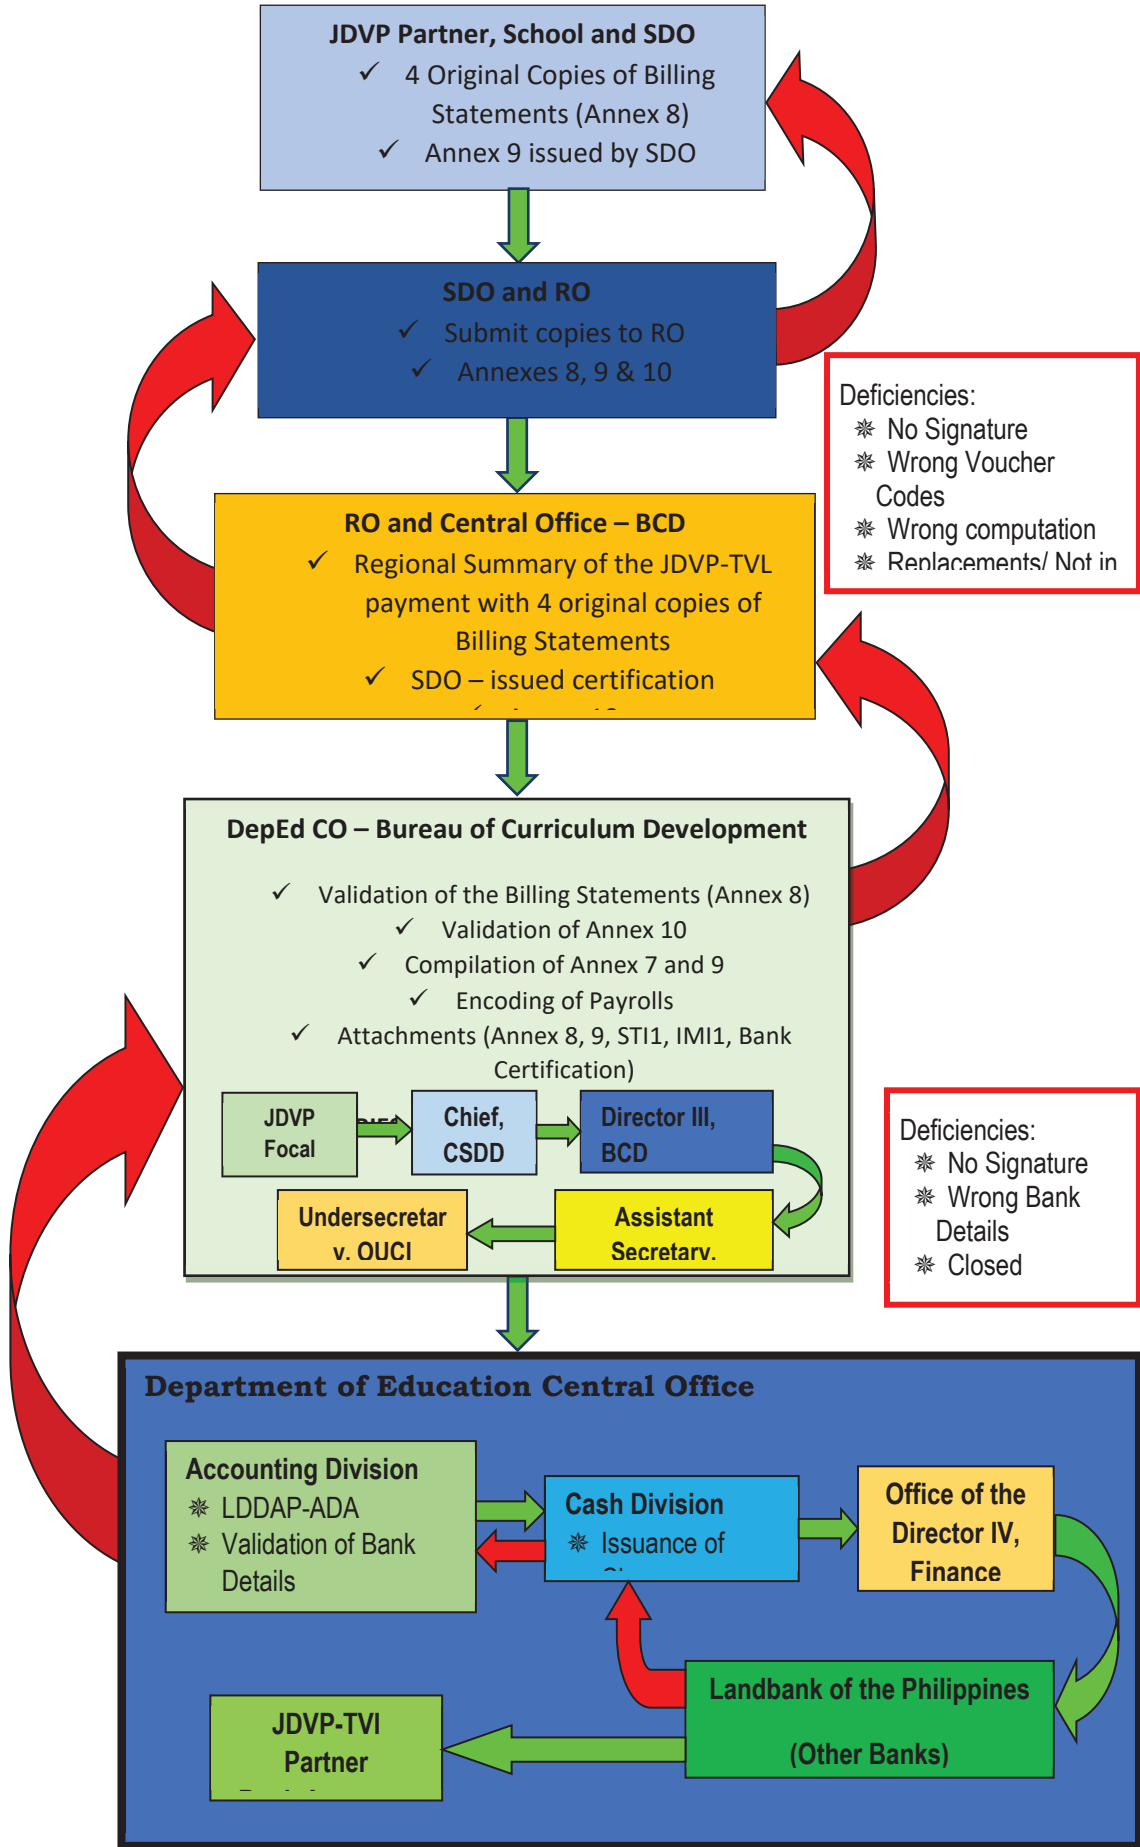 JDVP Partner, School and SDO
✓ 4 Original Copies of Billing
Statements (Annex 8)
✓ Annex 9 issued by SDO
SDO and RO
✓ Submit copies to RO
✓ Annexes 8, 9 & 10
Deficiencies:
❋ No Signature
❋ Wrong Voucher
Codes
❋ Wrong computation
❋ Replacements/ Not in
RO and Central Office – BCD
✓ Regional Summary of the JDVP-TVL
payment with 4 original copies of
Billing Statements
✓ SDO – issued certification
DepEd CO – Bureau of Curriculum Development
✓ Validation of the Billing Statements (Annex 8)
✓ Validation of Annex 10
✓ Compilation of Annex 7 and 9
✓ Encoding of Payrolls
✓ Attachments (Annex 8, 9, STI1, IMI1, Bank
Certification)
JDVP
Focal
Chief,
CSDD
Director III,
BCD
Undersecretar
y, OUCI
Assistant
Secretary,
Deficiencies:
❋ No Signature
❋ Wrong Bank
Details
❋ Closed
Department of Education Central Office
Accounting Division
❋ LDDAP-ADA
❋ Validation of Bank
Details
Cash Division
❋ Issuance of
Office of the
Director IV,
Finance
Landbank of the Philippines
(Other Banks)
JDVP-TVI
Partner